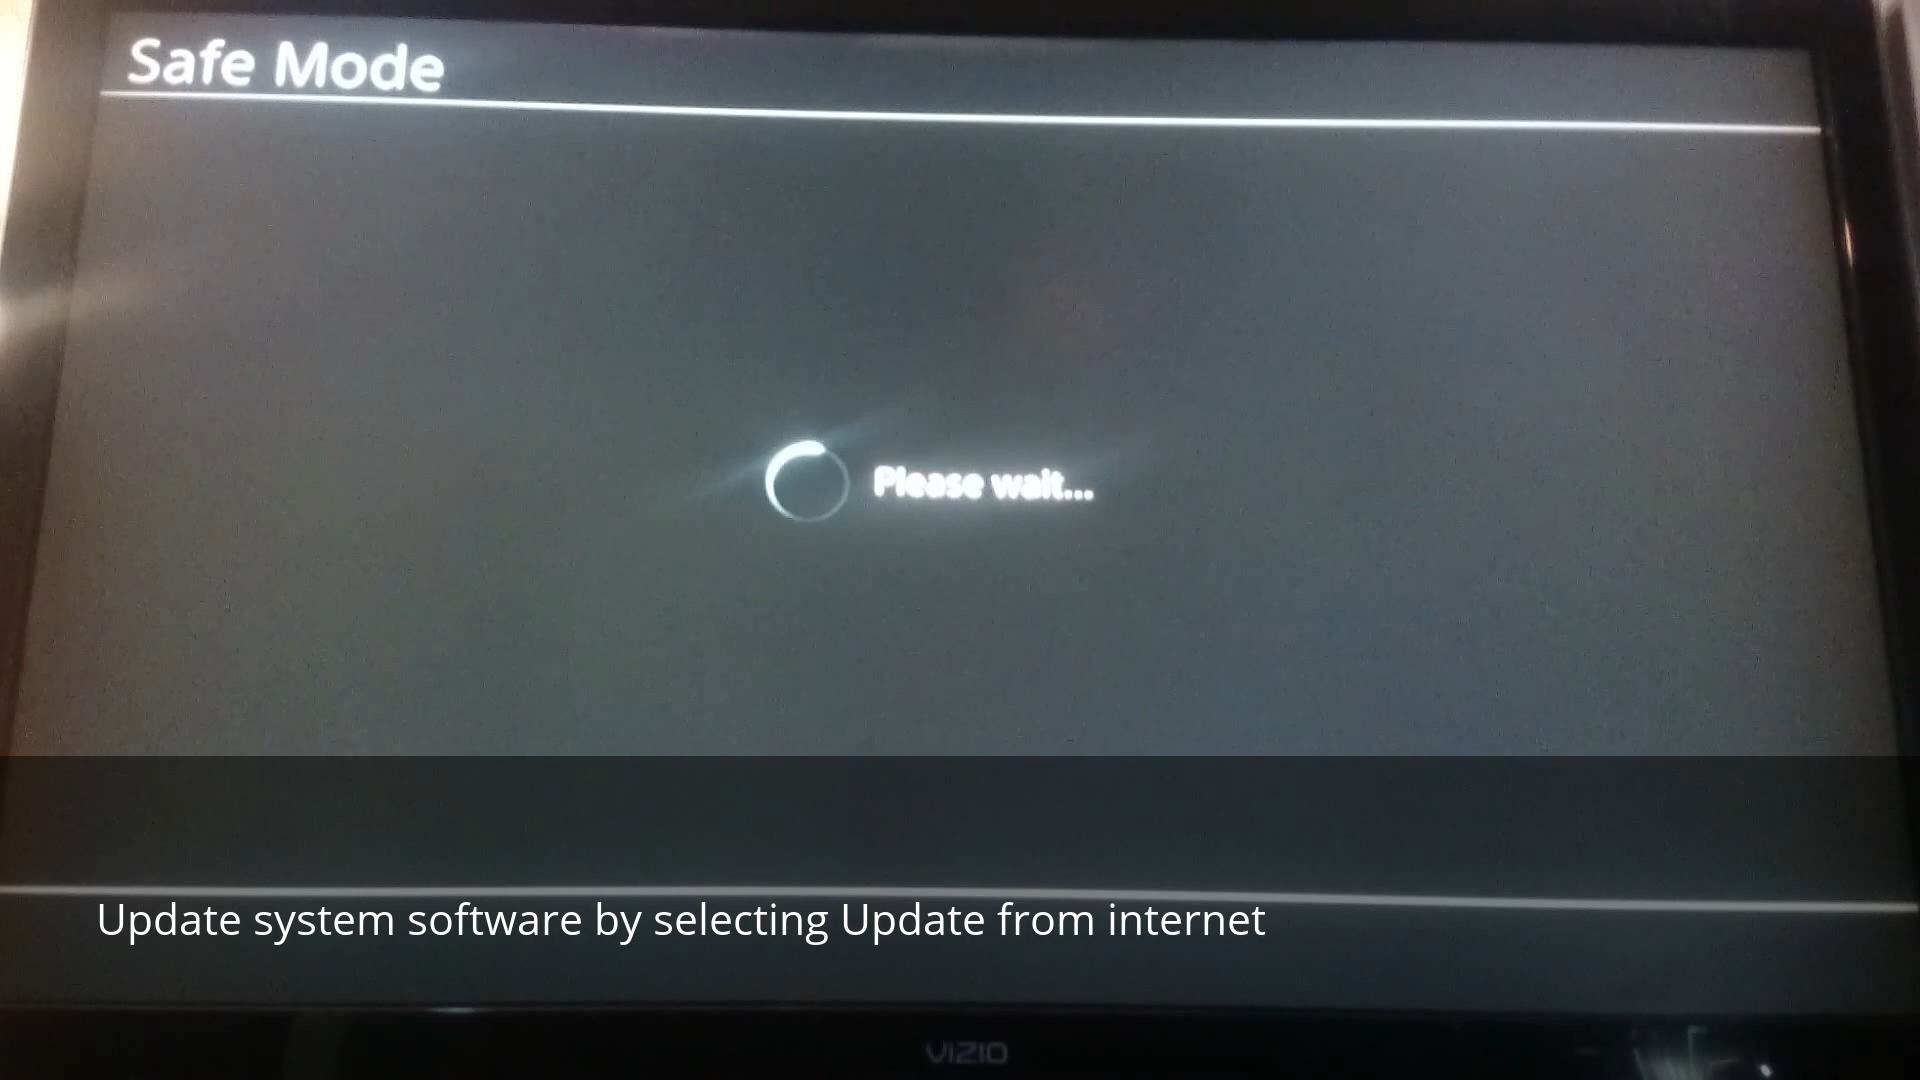 Safe Mode
Please wait...
Update system software by selecting Update from internet
VIZIO